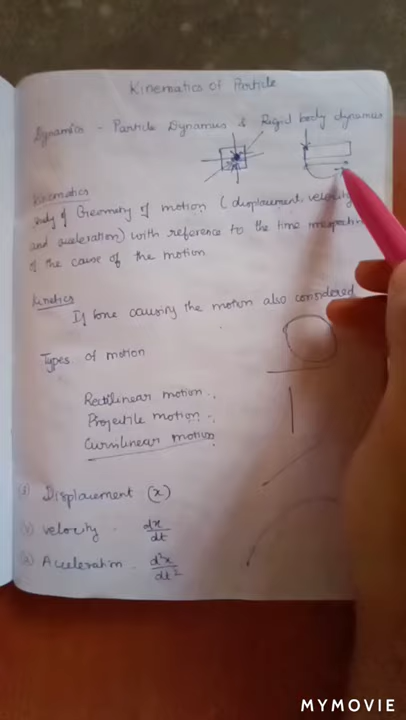 Kinematics of Particle
Dynamics - Particle Dynamics & Rigid body dynamics
Kinematics
study of Geometry of motion (displacement velocity
and acceleration) with reference to the time irrespective
of the cause of the motion
Kinetics
If force causing the motion also considered
Types of motion
Rectilinear motion
Projectile motion
Curvilinear motion
Displacement (x)
velocity - dx/dt
Acceleration - d²x/dt²
MYMOVIE